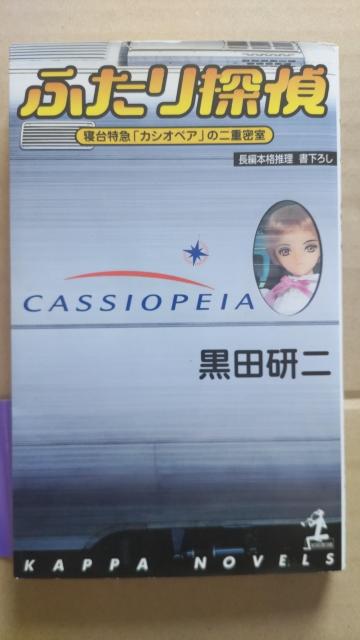 ふたり探偵
寝台特急「カシオペア」の二重密室
長編本格推理 書下ろし
CASSIOPEIA
黒田研二
KAPPA NOVELS